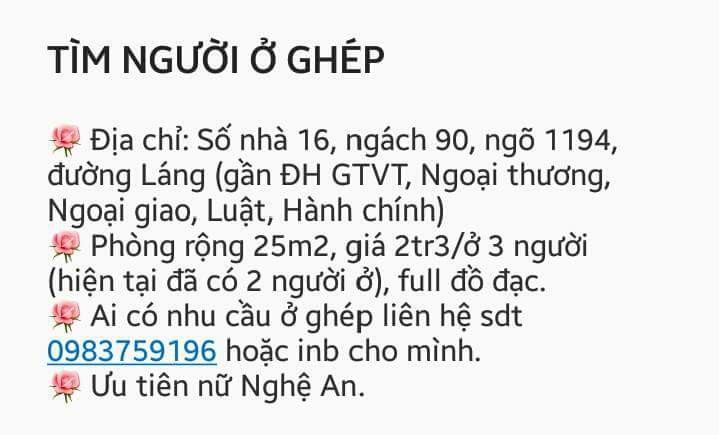 TÌM NGƯỜI Ở GHÉP
🌹 Địa chỉ: Số nhà 16, ngách 90, ngõ 1194,
đường Láng (gần ĐH GTVT, Ngoại thương,
Ngoại giao, Luật, Hành chính)
🌹 Phòng rộng 25m2, giá 2tr3/ở 3 người
(hiện tại đã có 2 người ở), full đồ đạc.
🌹 Ai có nhu cầu ở ghép liên hệ sdt
0983759196 hoặc inb cho mình.
🌹 Ưu tiên nữ Nghệ An.